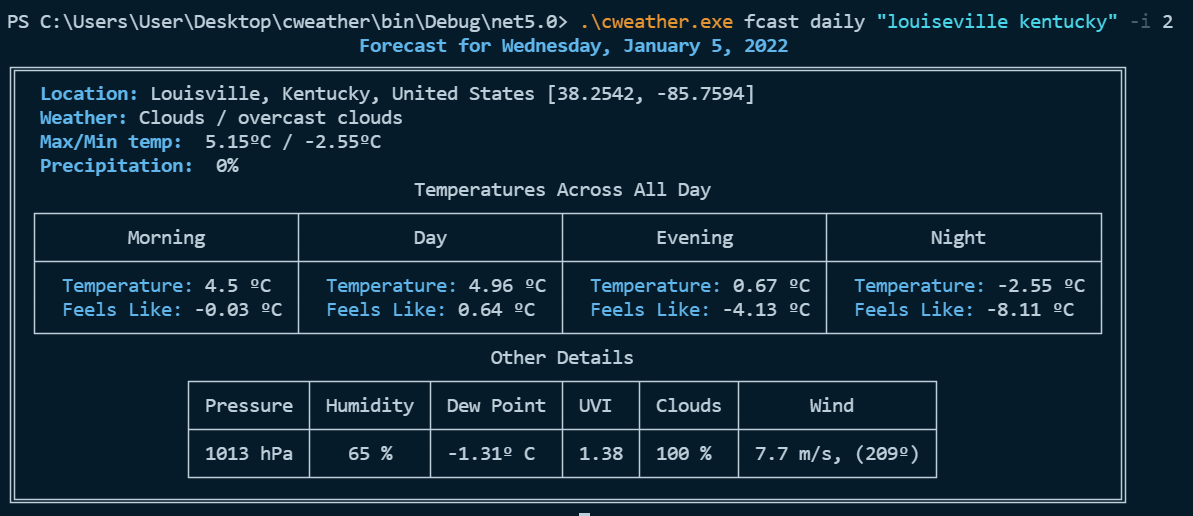 PS C:\Users\User\Desktop\cweather\bin\Debug\net5.0> .\cweather.exe fcast daily "louiseville kentucky" -i 2
Forecast for Wednesday, January 5, 2022
Location: Louisville, Kentucky, United States [38.2542, -85.7594]
Weather: Clouds / overcast clouds
Max/Min temp:  5.15ºC / -2.55ºC
Precipitation:  0%
Temperatures Across All Day
Morning Day Evening Night
Temperature: 4.5 ºC Temperature: 4.96 ºC Temperature: 0.67 ºC Temperature: -2.55 ºC
Feels Like: -0.03 ºC Feels Like: 0.64 ºC Feels Like: -4.13 ºC Feels Like: -8.11 ºC
Other Details
Pressure Humidity Dew Point UVI Clouds Wind
1013 hPa 65 % -1.31º C 1.38 100 % 7.7 m/s, (209º)